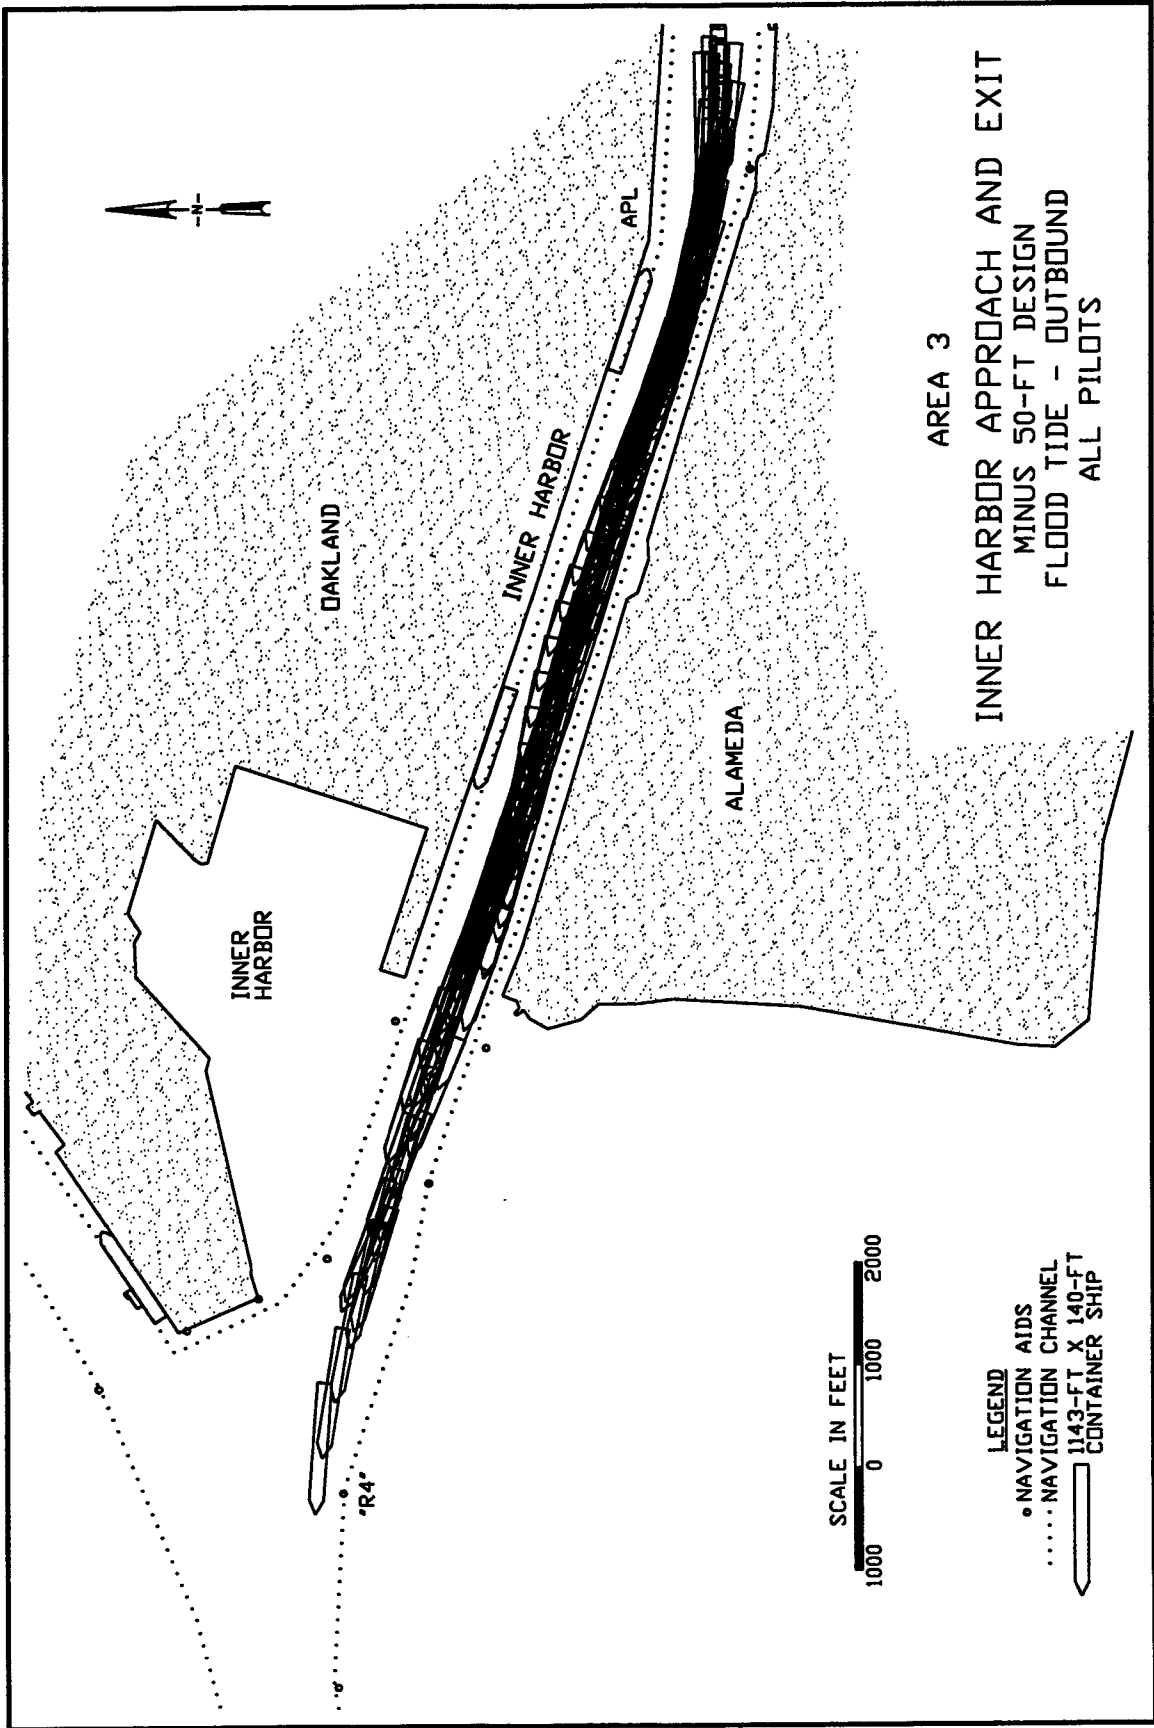 -N-
OAKLAND
APL
INNER HARBOR
INNER
HARBOR
ALAMEDA
"R4"
AREA 3
INNER HARBOR APPROACH AND EXIT
MINUS 50-FT DESIGN
FLOOD TIDE - OUTBOUND
ALL PILOTS
SCALE IN FEET
1000 0 1000 2000
LEGEND
NAVIGATION AIDS
NAVIGATION CHANNEL
1143-FT X 140-FT
CONTAINER SHIP